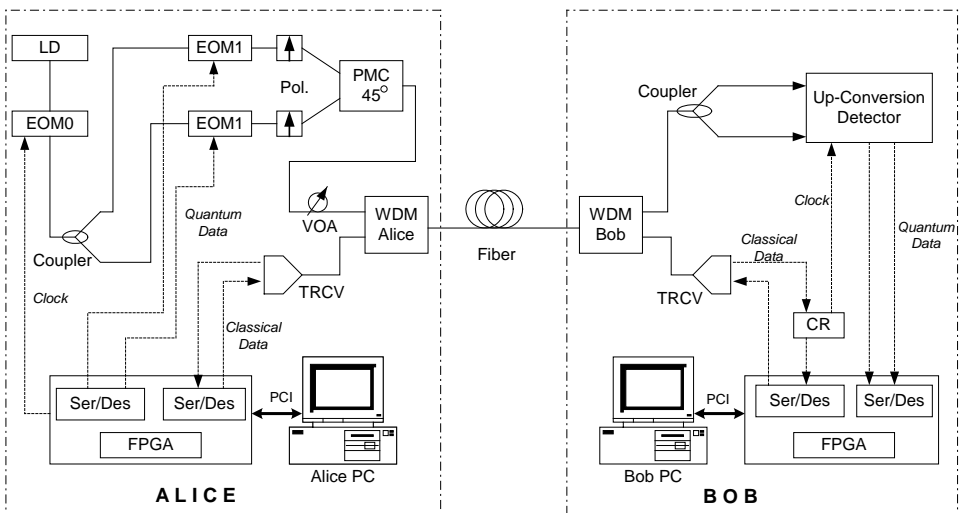 LD
EOM0
Coupler
Clock
EOM1
EOM1
Pol.
PMC
45°
Quantum
Data
VOA
WDM
Alice
TRCV
Classical
Data
Ser/Des
Ser/Des
FPGA
PCI
Alice PC
ALICE
Fiber
WDM
Bob
Coupler
Up-Conversion
Detector
Clock
Quantum
Data
Classical
Data
TRCV
CR
Ser/Des
Ser/Des
FPGA
PCI
Bob PC
BOB